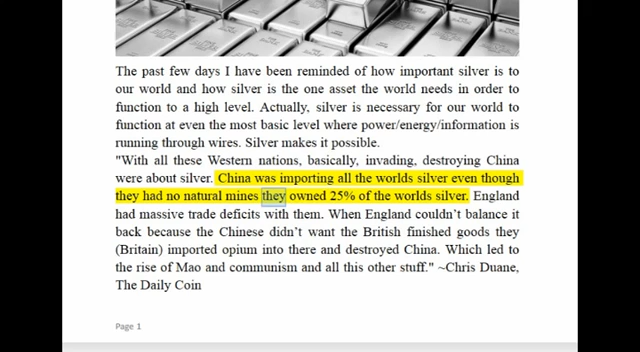 The past few days I have been reminded of how important silver is to
our world and how silver is the one asset the world needs in order to
function to a high level. Actually, silver is necessary for our world to
function at even the most basic level where power/energy/information is
running through wires. Silver makes it possible.
"With all these Western nations, basically, invading, destroying China
were about silver. China was importing all the worlds silver even though
they had no natural mines they owned 25% of the worlds silver. England
had massive trade deficits with them. When England couldn't balance it
back because the Chinese didn't want the British finished goods they
(Britain) imported opium into there and destroyed China. Which led to
the rise of Mao and communism and all this other stuff." ~Chris Duane,
The Daily Coin
Page 1